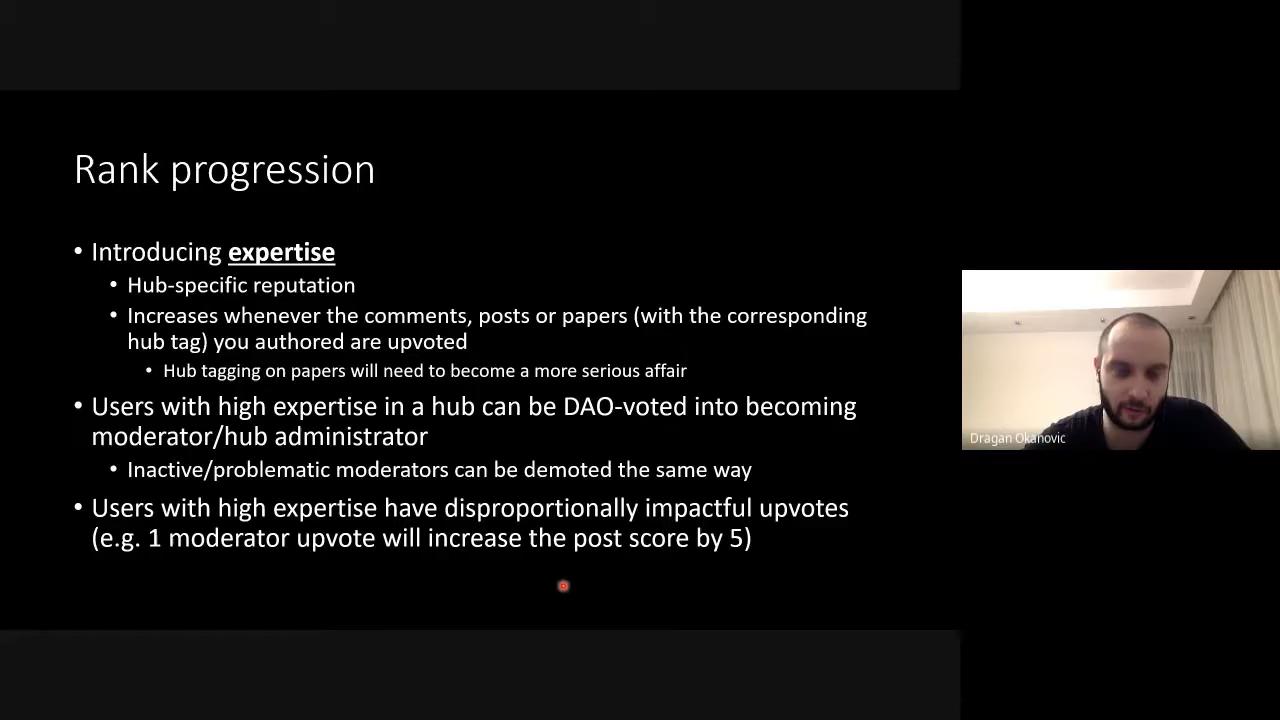 Rank progression
• Introducing expertise
• Hub-specific reputation
• Increases whenever the comments, posts or papers (with the corresponding
hub tag) you authored are upvoted
• Hub tagging on papers will need to become a more serious affair
• Users with high expertise in a hub can be DAO-voted into becoming
moderator/hub administrator
• Inactive/problematic moderators can be demoted the same way
• Users with high expertise have disproportionally impactful upvotes
(e.g. 1 moderator upvote will increase the post score by 5)
Dragan Okanovic